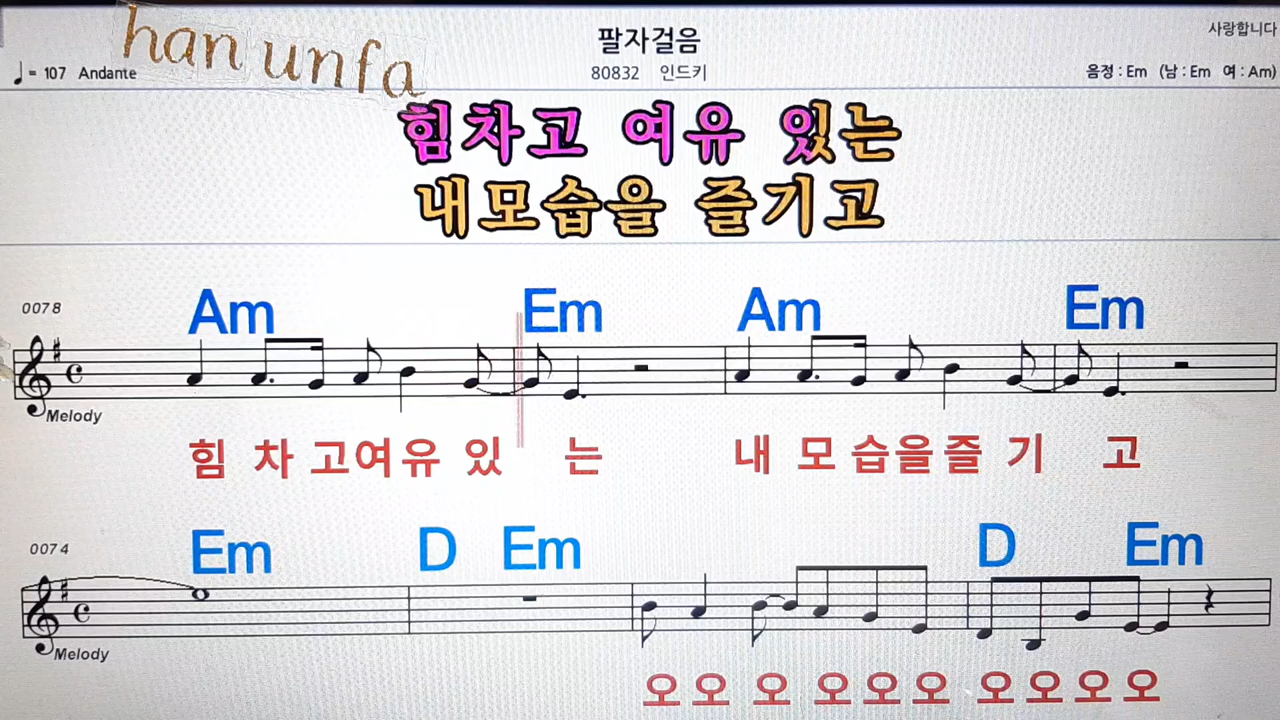 han unfa
팔자걸음
사랑합니다
♩= 107 Andante
80832 인드키
음정 : Em (남 : Em 여 : Am)
힘차고 여유 있는
내모습을 즐기고
0078
Am Em Am Em
Melody
힘 차 고여유 있 는 내 모 습을즐 기 고
0074
Em D Em D Em
Melody
오 오 오 오 오 오 오 오 오 오